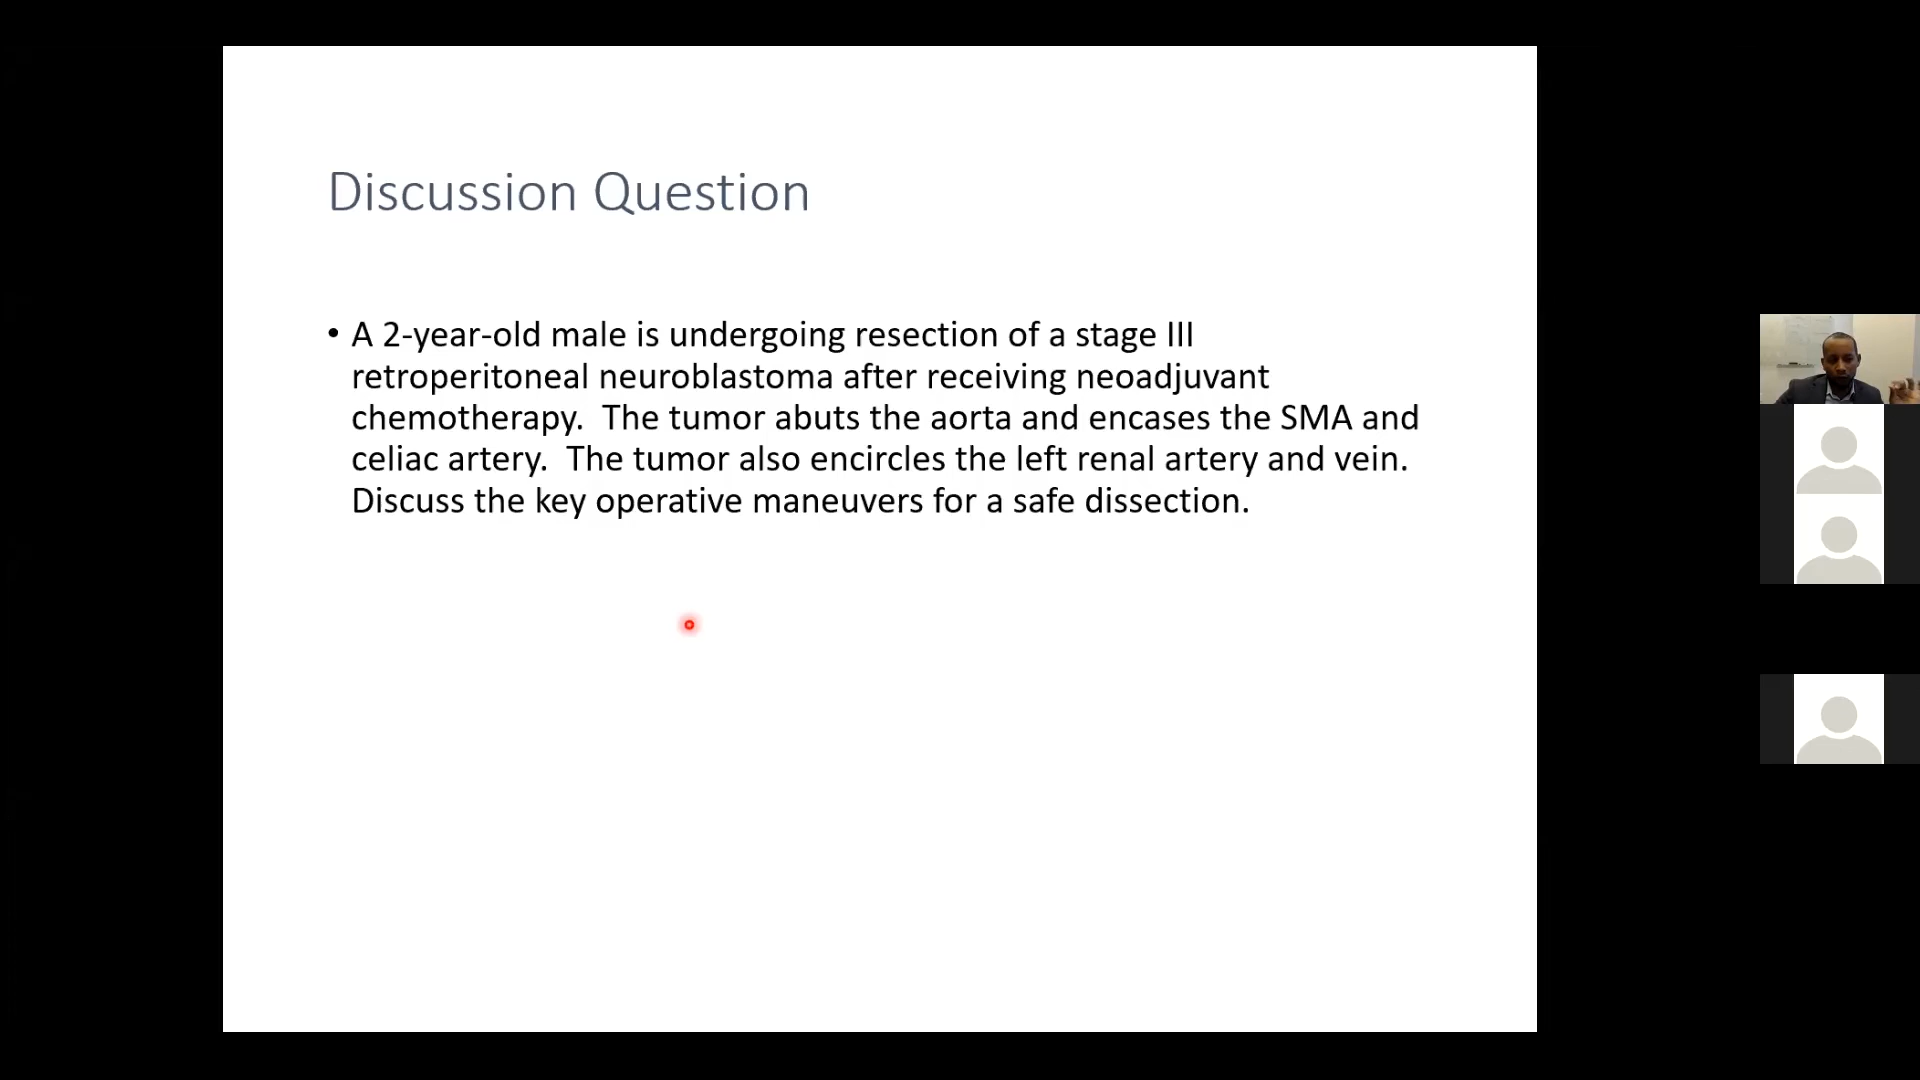 Discussion Question
• A 2-year-old male is undergoing resection of a stage III
retroperitoneal neuroblastoma after receiving neoadjuvant
chemotherapy.  The tumor abuts the aorta and encases the SMA and
celiac artery.  The tumor also encircles the left renal artery and vein.
Discuss the key operative maneuvers for a safe dissection.